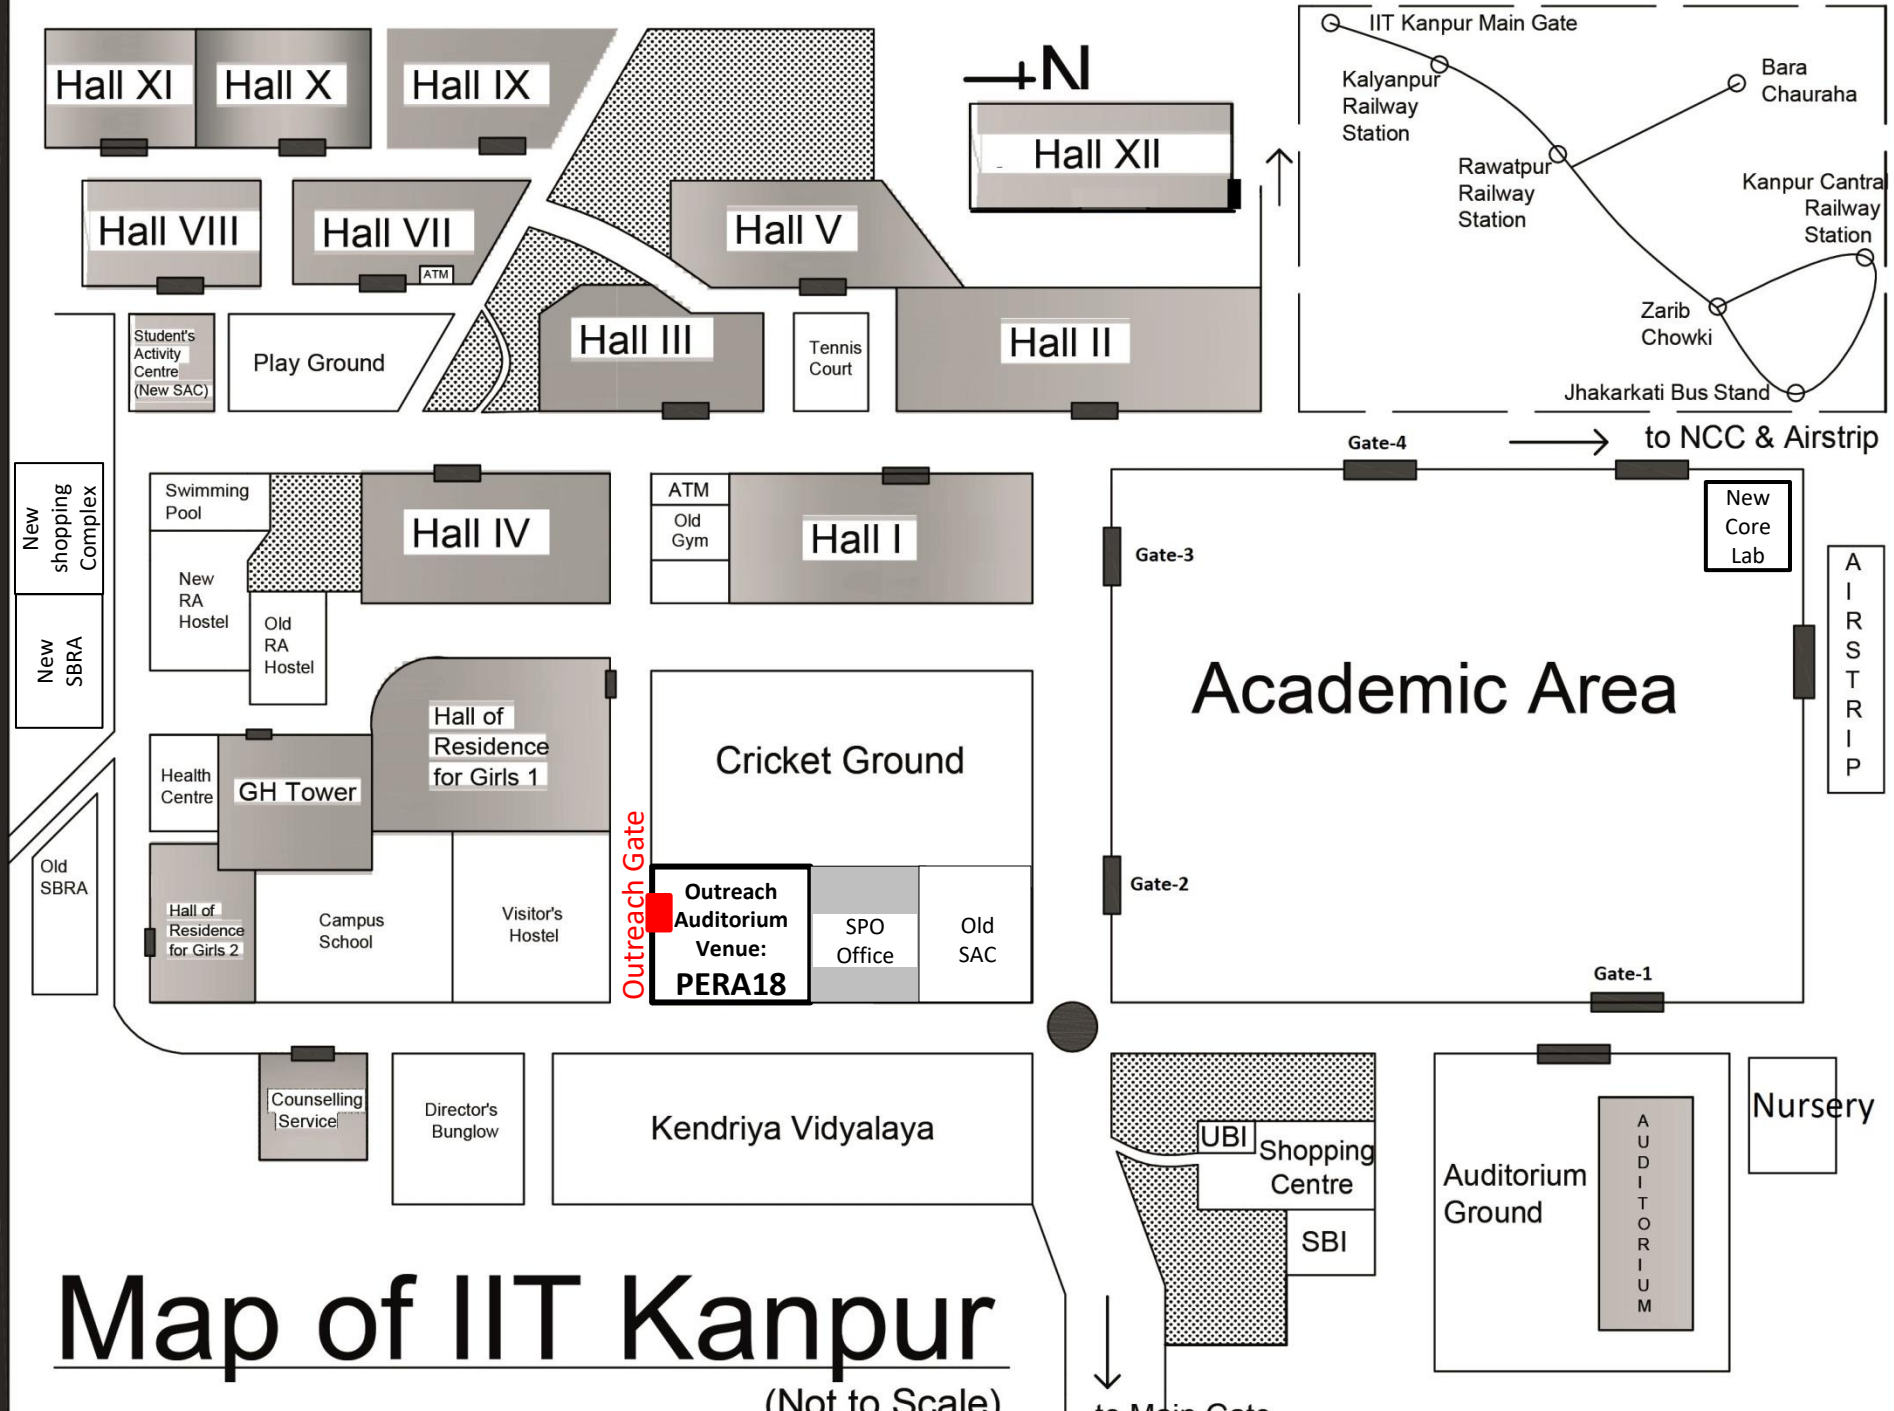 Hall XI
Hall X
Hall IX
N
Hall XII
IIT Kanpur Main Gate
Kalyanpur
Railway
Station
Bara
Chauraha
Rawatpur
Railway
Station
Kanpur Cantral
Railway
Station
Zarib
Chowki
Jhakarkati Bus Stand
Hall VIII
Hall VII
ATM
Hall V
Student's
Activity
Centre
(New SAC)
Play Ground
Hall III
Tennis
Court
Hall II
to NCC & Airstrip
Gate-4
New
shopping
Complex
New
SBRA
Swimming
Pool
New
RA
Hostel
Old
RA
Hostel
Hall IV
ATM
Old
Gym
Hall I
Gate-3
New
Core
Lab
AIRSTRIP
Academic Area
Hall of
Residence
for Girls 1
Cricket Ground
Health
Centre
GH Tower
Old
SBRA
Hall of
Residence
for Girls 2
Campus
School
Visitor's
Hostel
Outreach Gate
Outreach
Auditorium
Venue:
PERA18
SPO
Office
Old
SAC
Gate-2
Gate-1
Counselling
Service
Director's
Bunglow
Kendriya Vidyalaya
UBI
Shopping
Centre
SBI
Auditorium
Ground
AUDITORIUM
Nursery
Map of IIT Kanpur
(Not to Scale)
to Main Gate